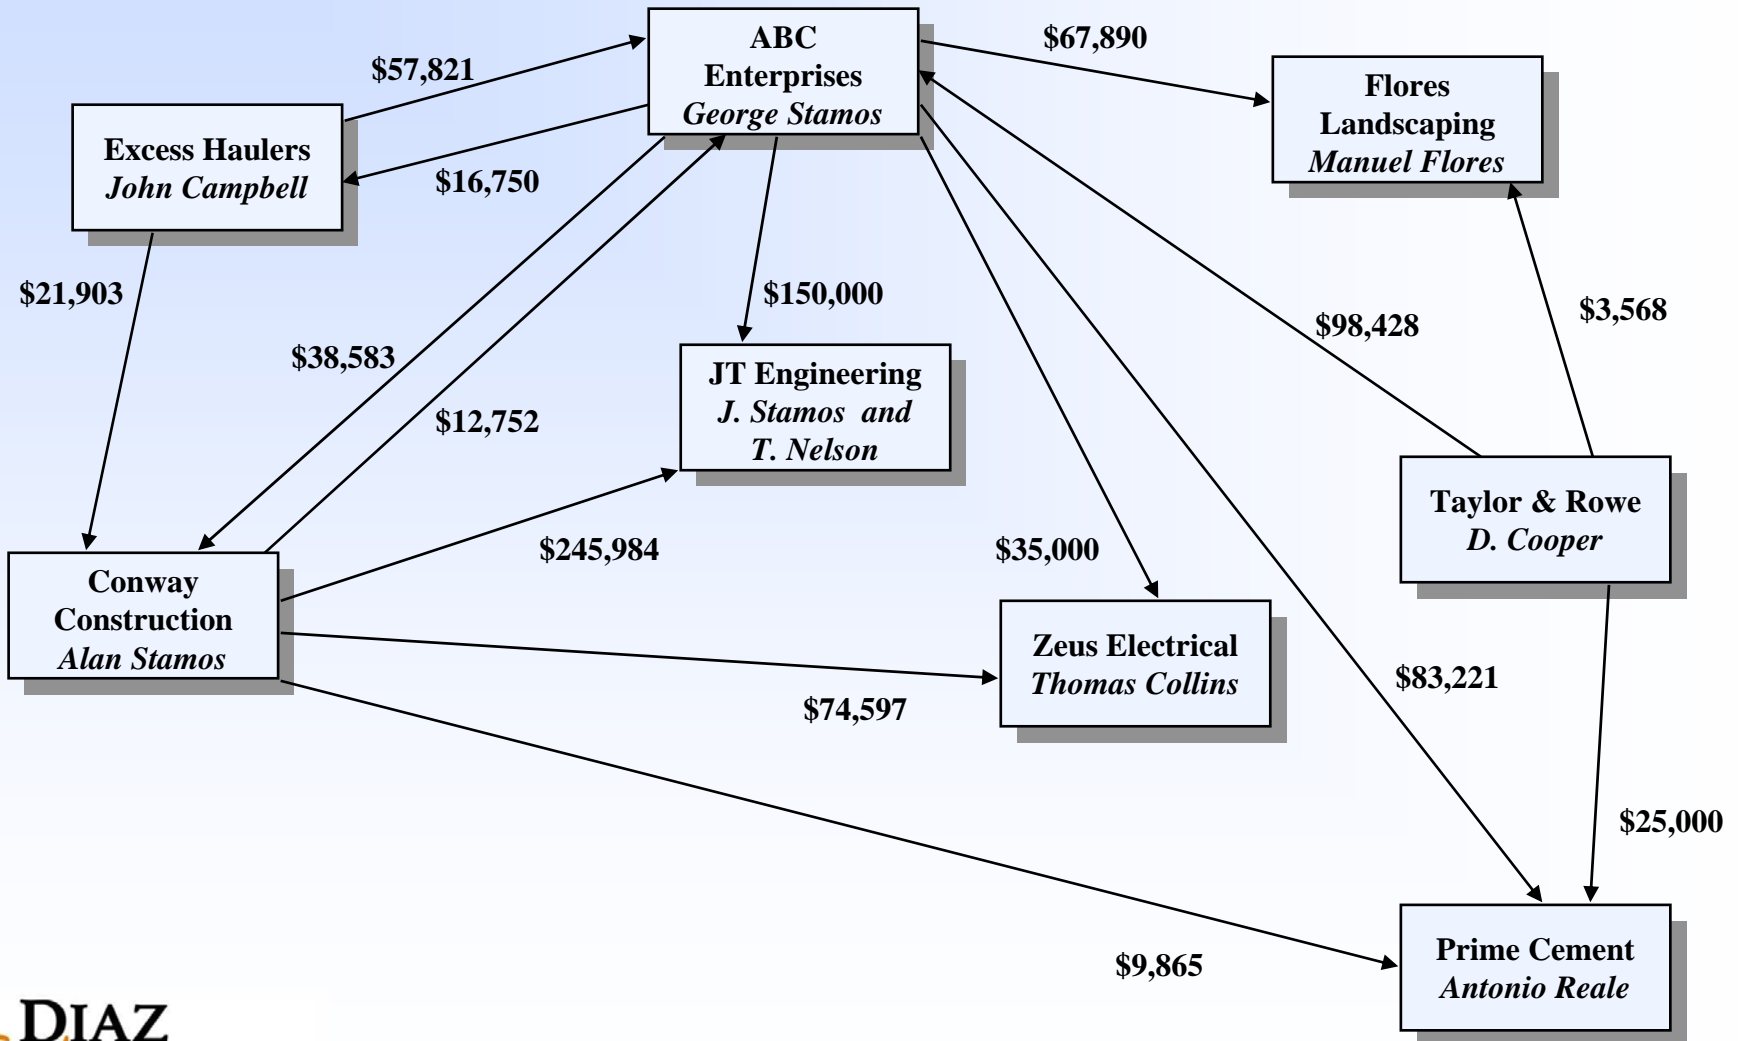 ABC
Enterprises
George Stamos
$67,890
$57,821
Flores
Landscaping
Manuel Flores
Excess Haulers
John Campbell
$16,750
$21,903
$150,000
$3,568
$98,428
$38,583
JT Engineering
J. Stamos and
T. Nelson
$12,752
Taylor & Rowe
D. Cooper
$245,984
$35,000
Conway
Construction
Alan Stamos
Zeus Electrical
Thomas Collins
$83,221
$74,597
$25,000
$9,865
Prime Cement
Antonio Reale
DIAZ